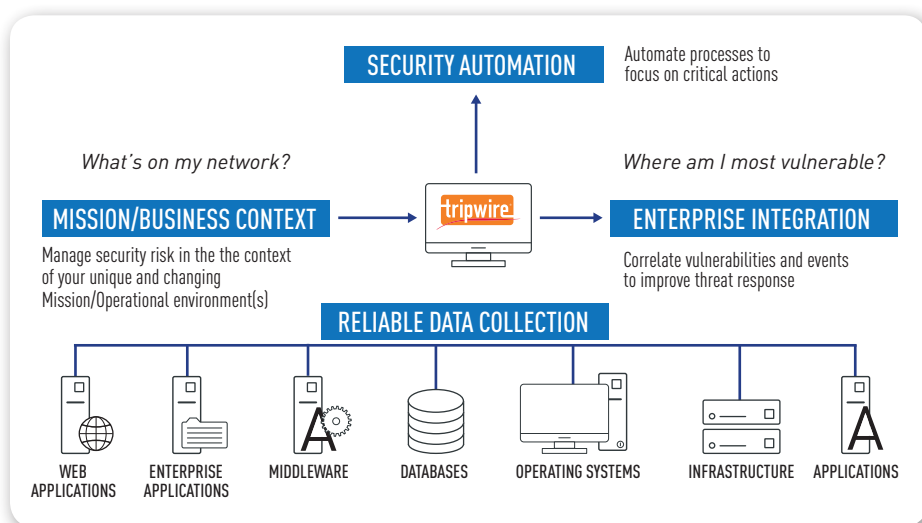 SECURITY AUTOMATION
Automate processes to
focus on critical actions
What's on my network?
Where am I most vulnerable?
MISSION/BUSINESS CONTEXT
tripwire
ENTERPRISE INTEGRATION
Manage security risk in the the context
of your unique and changing
Mission/Operational environment(s)
Correlate vulnerabilities and events
to improve threat response
RELIABLE DATA COLLECTION
A
A
WEB
APPLICATIONS
ENTERPRISE
APPLICATIONS
MIDDLEWARE
DATABASES
OPERATING SYSTEMS
INFRASTRUCTURE
APPLICATIONS